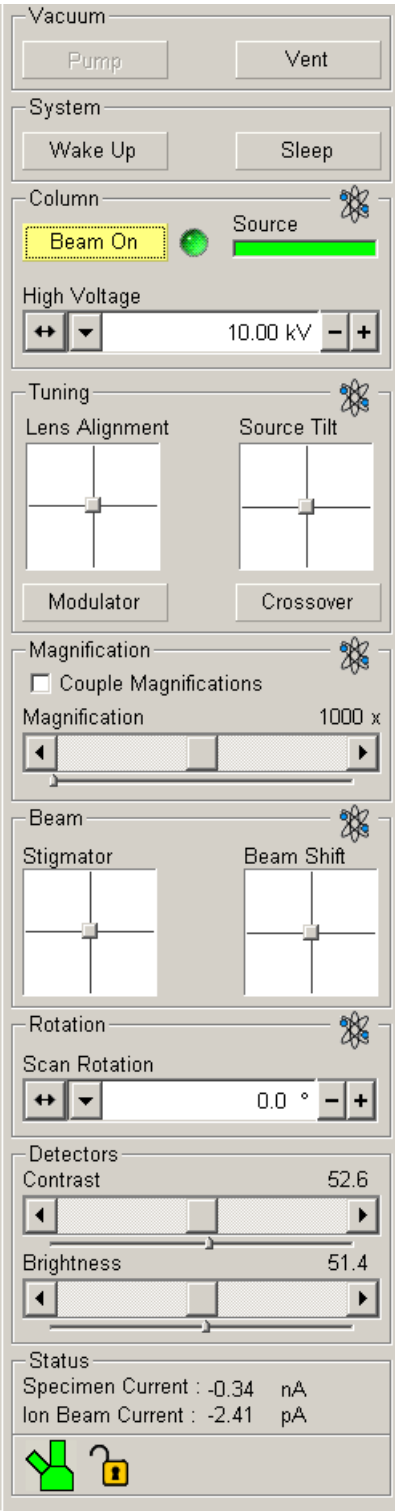 Vacuum
Pump Vent
System
Wake Up Sleep
Column
Source
Beam On
High Voltage
10.00 kV
Tuning
Lens Alignment Source Tilt
Modulator Crossover
Magnification
Couple Magnifications
Magnification 1000 x
Beam
Stigmator Beam Shift
Rotation
Scan Rotation
0.0 °
Detectors
Contrast 52.6
Brightness 51.4
Status
Specimen Current : -0.34 nA
Ion Beam Current : -2.41 pA